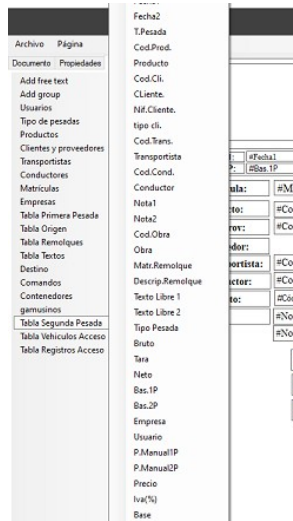 Archivo Página
Documento Propiedades
Add free text
Add group
Usuarios
Tipo de pesadas
Productos
Clientes y proveedores
Transportistas
Conductores
Matrículas
Empresas
Tabla Primera Pesada
Tabla Origen
Tabla Remolques
Tabla Textos
Destino
Comandos
Contenedores
gamusinos
Tabla Segunda Pesada
Tabla Vehiculos Acceso
Tabla Registros Acceso
Fecha2
T.Pesada
Cod.Prod.
Producto
Cod.Cli.
CLiente.
Nif.Cliente.
tipo cli.
Cod.Trans.
Transportista
Cod.Cond.
Conductor
Nota1
Nota2
Cod.Obra
Obra
Matr.Remolque
Descrip.Remolque
Texto Libre 1
Texto Libre 2
Tipo Pesada
Bruto
Tara
Neto
Bas.1P
Bas.2P
Empresa
Usuario
P.Manual1P
P.Manual2P
Precio
Iva(%)
Base
#Fecha1
P: #Bas.1P
ula: #M
to: #Co
rov: #Co
dor:
ortista: #Co
ctor: #Co
to: #Có
#No
#No